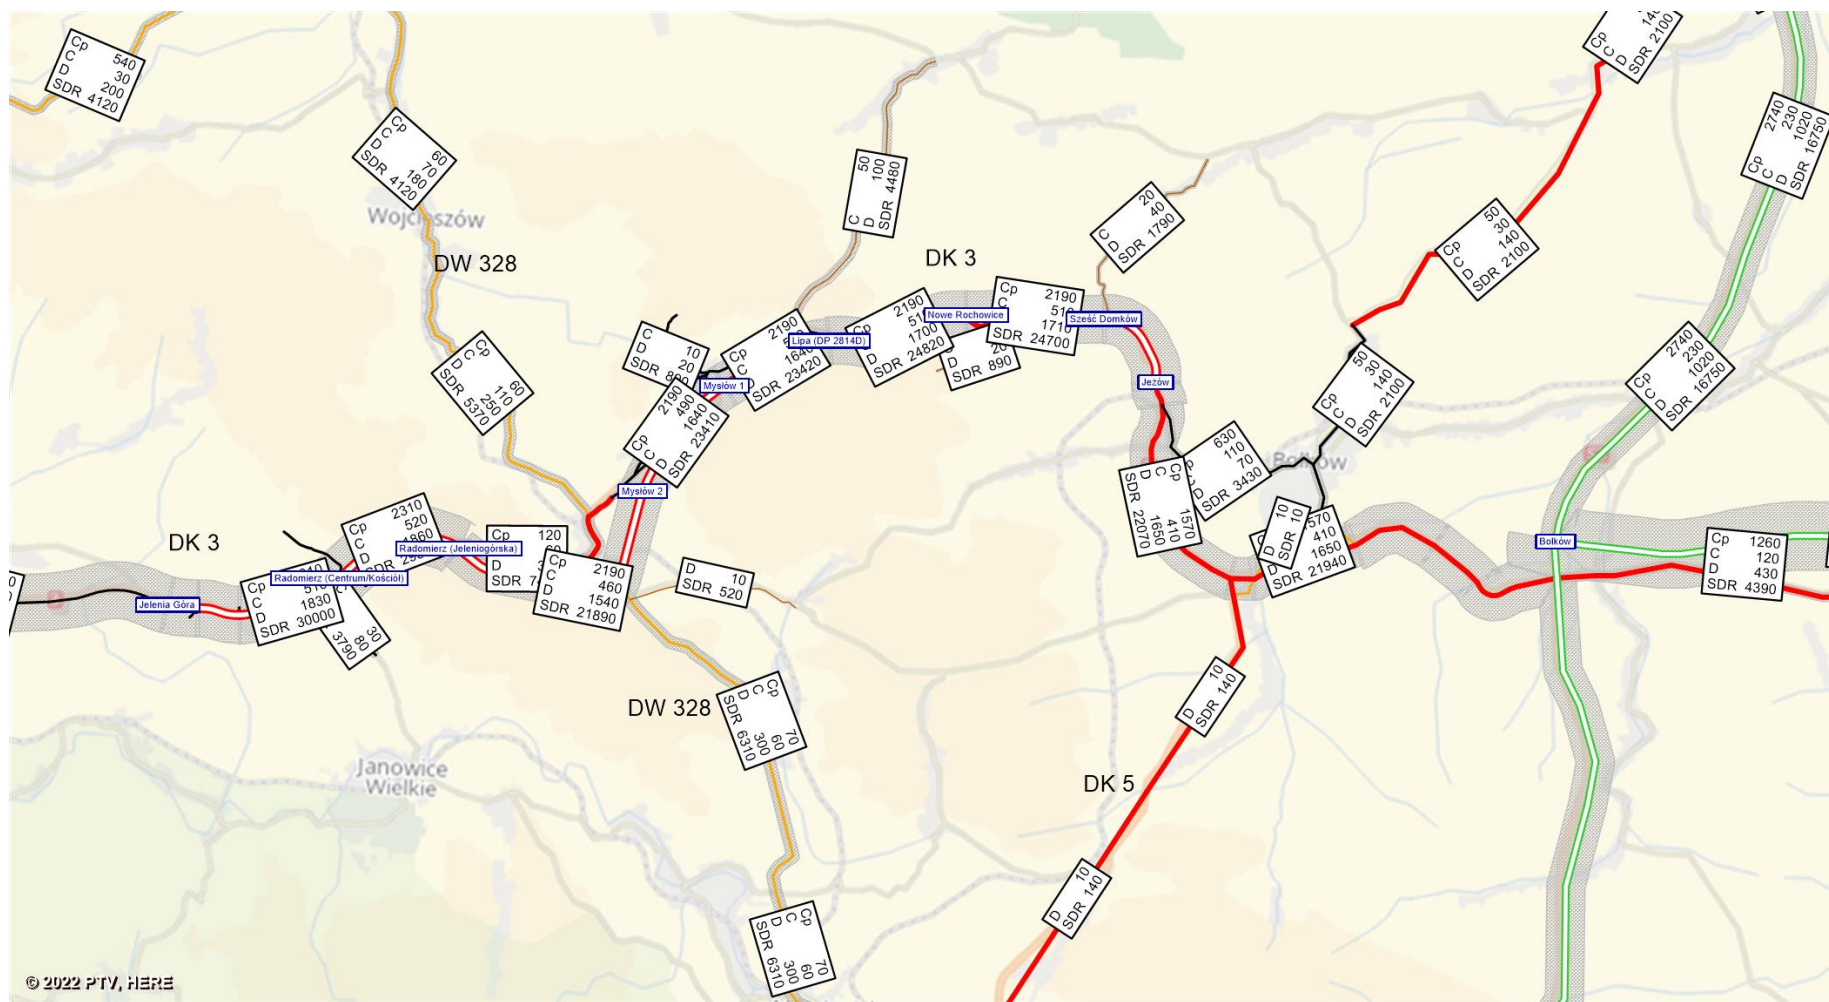 Cp 540
C 30
D 200
SDR 4120
Cp 60
C 70
D 180
SDR 4120
Wojcieszów
DW 328
C 50
D 100
SDR 4480
DK 3
C 20
D 40
SDR 1790
Cp
C
D 140
SDR 2100
Cp 50
C 30
D 140
SDR 2100
Cp 2740
C 230
D 1020
SDR 16750
Cp 60
C 110
D 250
SDR 5370
C 10
D 20
SDR
Cp 2190
C
D 1640
SDR 23420
Lipa (DP 2814D)
Cp 2190
C
D 1700
SDR 24820
Nowe Rochowice
Cp 2190
C 510
D 1710
SDR 24700
Sześć Domków
D 20
SDR 890
Mysłów 1
Cp 2190
C 490
D 1640
SDR 23410
Jeżów
Cp 50
C 30
D 140
SDR 2100
Cp 2740
C 230
D 1020
SDR 16750
Mysłów 2
Cp 630
C 110
D 70
SDR 3430
Bolków
Cp 1570
C 410
D 1650
SDR 22070
D 10
SDR 10
570
410
1650
SDR 21940
Bolków
Cp 1260
C 120
D 430
SDR 4390
DK 3
Cp 2310
C 520
D 1860
Radomierz (Jeleniogórska)
Cp 120
D
SDR
Cp 2190
C 460
D 1540
SDR 21890
D 10
SDR 520
Radomierz (Centrum/Kościół)
Jelenia Góra
Cp
C
D 1830
SDR 30000
30
80
3790
DW 328
Cp 70
C 60
D 300
SDR 6310
D 10
SDR 140
Janowice
Wielkie
DK 5
D 10
SDR 140
Cp 70
C 60
D 300
SDR 6310
© 2022 PTV, HERE